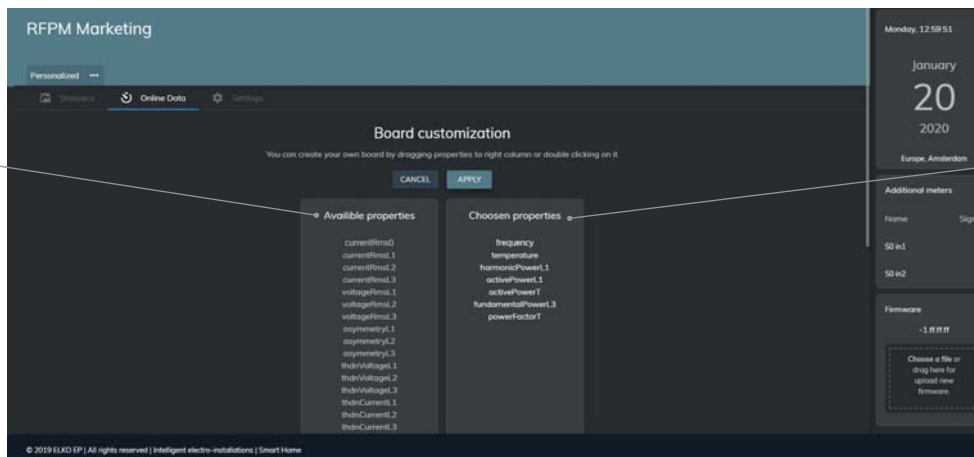 RFPM Marketing
Personalized •••
Statistics Online Data Settings
Board customization
You can create your own board by dragging properties to right column or double clicking on it
CANCEL APPLY
Availible properties
currentRms0
currentRmsL1
currentRmsL2
currentRmsL3
voltageRmsL1
voltageRmsL2
voltageRmsL3
asymmetryL1
asymmetryL2
asymmetryL3
thdnVoltageL1
thdnVoltageL2
thdnVoltageL3
thdnCurrentL1
thdnCurrentL2
thdnCurrentL3
Choosen properties
frequency
temperature
harmonicPowerL1
activePowerL1
activePowerT
fundamentalPowerL3
powerFactorT
Monday, 12:59:51
January
20
2020
Europe, Amsterdam
Additional meters
Name Sig
S0 in1
S0 in2
Firmware
-1.ff.ff.ff
Choose a file or
drag here for
upload new
firmware.
© 2019 ELKO EP | All rights reserved | Intelligent electro-installations | Smart Home